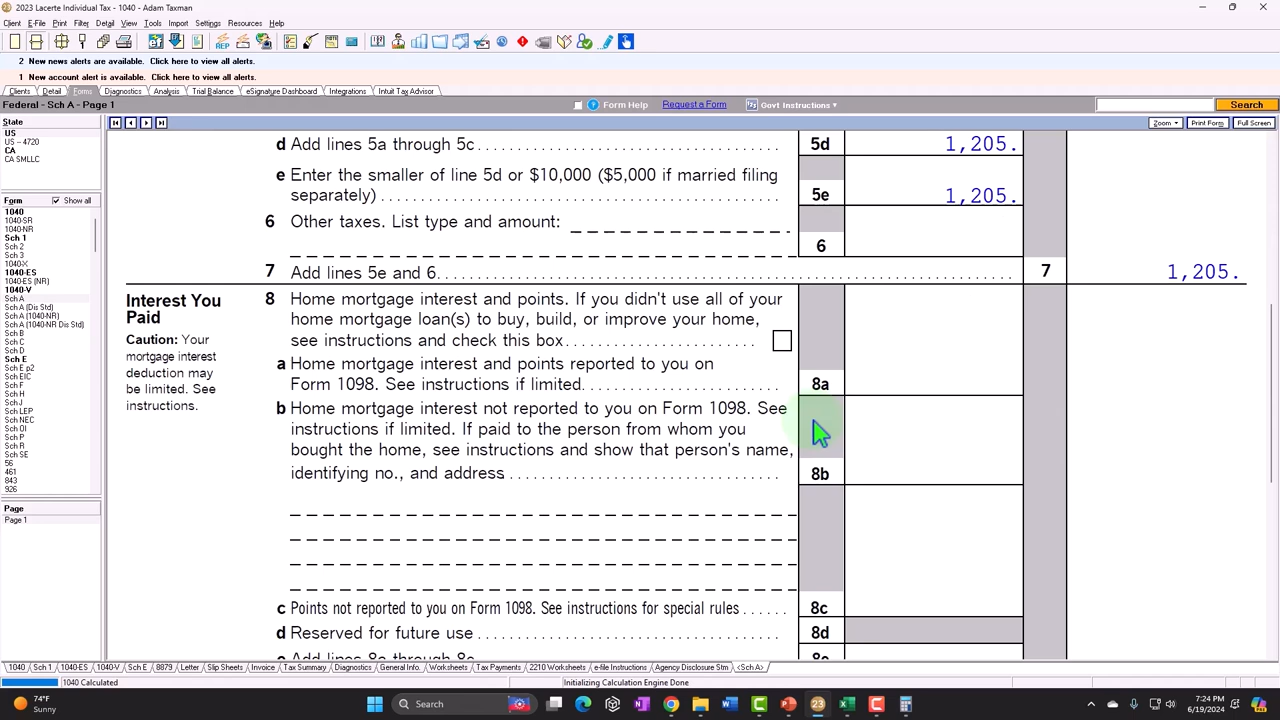 2023 Lacerte Individual Tax - 1040 - Adam Taxman
Client E-File Print Filter Detail View Tools Import Settings Resources Help
2 New news alerts are available. Click here to view all alerts.
1 New account alert is available. Click here to view all alerts.
Clients Detail Forms Diagnostics Analysis Trial Balance eSignature Dashboard Integrations Intuit Tax Advisor
Federal - Sch A - Page 1
Form Help Request a Form Govt Instructions Search
Zoom Print Form Full Screen
State
US
US - 4720
CA
CA SMLLC
Form Show all
1040
1040-SR
1040-NR
Sch 1
Sch 2
Sch 3
1040-X
1040-ES
1040-ES (NR)
1040-V
Sch A
Sch A (Dis Std)
Sch A (1040-NR)
Sch A (1040-NR Dis Std)
Sch B
Sch C
Sch D
Sch E
Sch E p2
Sch EIC
Sch F
Sch H
Sch J
Sch LEP
Sch NEC
Sch OI
Sch P
Sch R
Sch SE
56
461
843
926
Page
Page 1
d Add lines 5a through 5c 5d 1,205.
e Enter the smaller of line 5d or $10,000 ($5,000 if married filing
separately) 5e 1,205.
6 Other taxes. List type and amount:
6
7 Add lines 5e and 6 7 1,205.
Interest You
Paid
Caution: Your
mortgage interest
deduction may
be limited. See
instructions.
8 Home mortgage interest and points. If you didn't use all of your
home mortgage loan(s) to buy, build, or improve your home,
see instructions and check this box
a Home mortgage interest and points reported to you on
Form 1098. See instructions if limited. 8a
b Home mortgage interest not reported to you on Form 1098. See
instructions if limited. If paid to the person from whom you
bought the home, see instructions and show that person's name,
identifying no., and address 8b
c Points not reported to you on Form 1098. See instructions for special rules 8c
d Reserved for future use 8d
e Add lines 8a through 8c 8e
1040 Sch 1 1040-ES 1040-V Sch E 8879 Letter Slip Sheets Invoice Tax Summary Diagnostics General Info. Worksheets Tax Payments 2210 Worksheets e-file Instructions Agency Disclosure Stm <Sch A>
1040 Calculated Initializing Calculation Engine Done
74°F
Sunny
Search
23
7:24 PM
6/19/2024